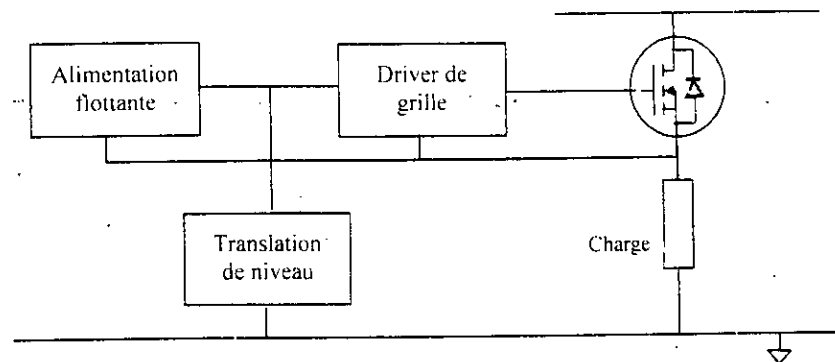 Alimentation
flottante
Driver de
grille
Translation
de niveau
Charge